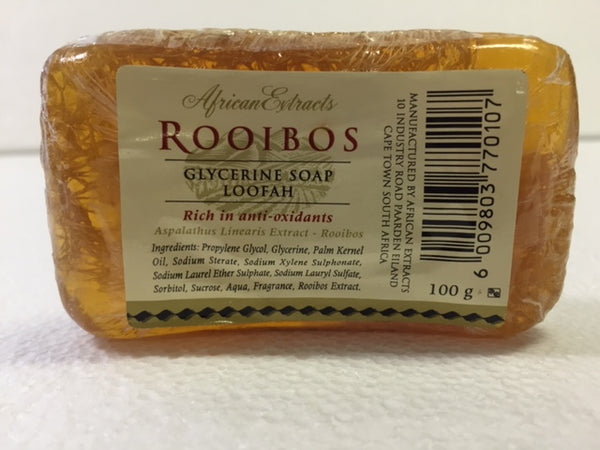 African Extracts
ROOIBOS
GLYCERINE SOAP
LOOFAH
Rich in anti-oxidants
Aspalathus Linearis Extract - Rooibos
Ingredients: Propylene Glycol, Glycerine, Palm Kernel
Oil, Sodium Sterate, Sodium Xylene Sulphonate,
Sodium Laurel Ether Sulphate, Sodium Lauryl Sulfate,
Sorbitol, Sucrose, Aqua, Fragrance, Rooibos Extract.
MANUFACTURED BY AFRICAN EXTRACTS
10 INDUSTRY ROAD PAARDEN EILAND
CAPE TOWN SOUTH AFRICA
6 009803770107
100 g